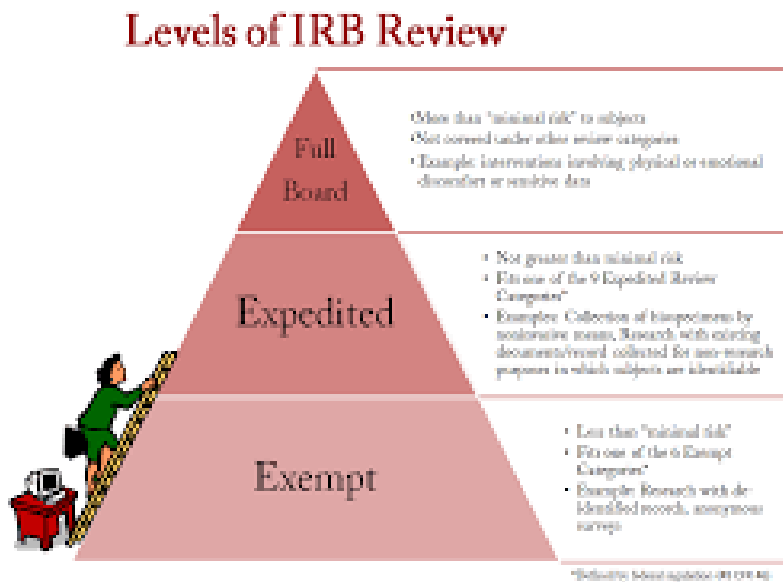 Levels of IRB Review
Full
Board
•More than "minimal risk" to subjects
•Not covered under other review categories
•Example: interventions involving physical or emotional
discomfort or sensitive data
Expedited
• Not greater than minimal risk
• Fits one of the 9 Expedited Review
Categories*
• Examples: Collection of biospecimens by
noninvasive means, Research with existing
documents/record collected for non-research
purposes in which subjects are identifiable
Exempt
• Less than "minimal risk"
• Fits one of the 6 Exempt
Categories*
• Example: Research with de-
identified records, anonymous
surveys
*Defined by federal regulations